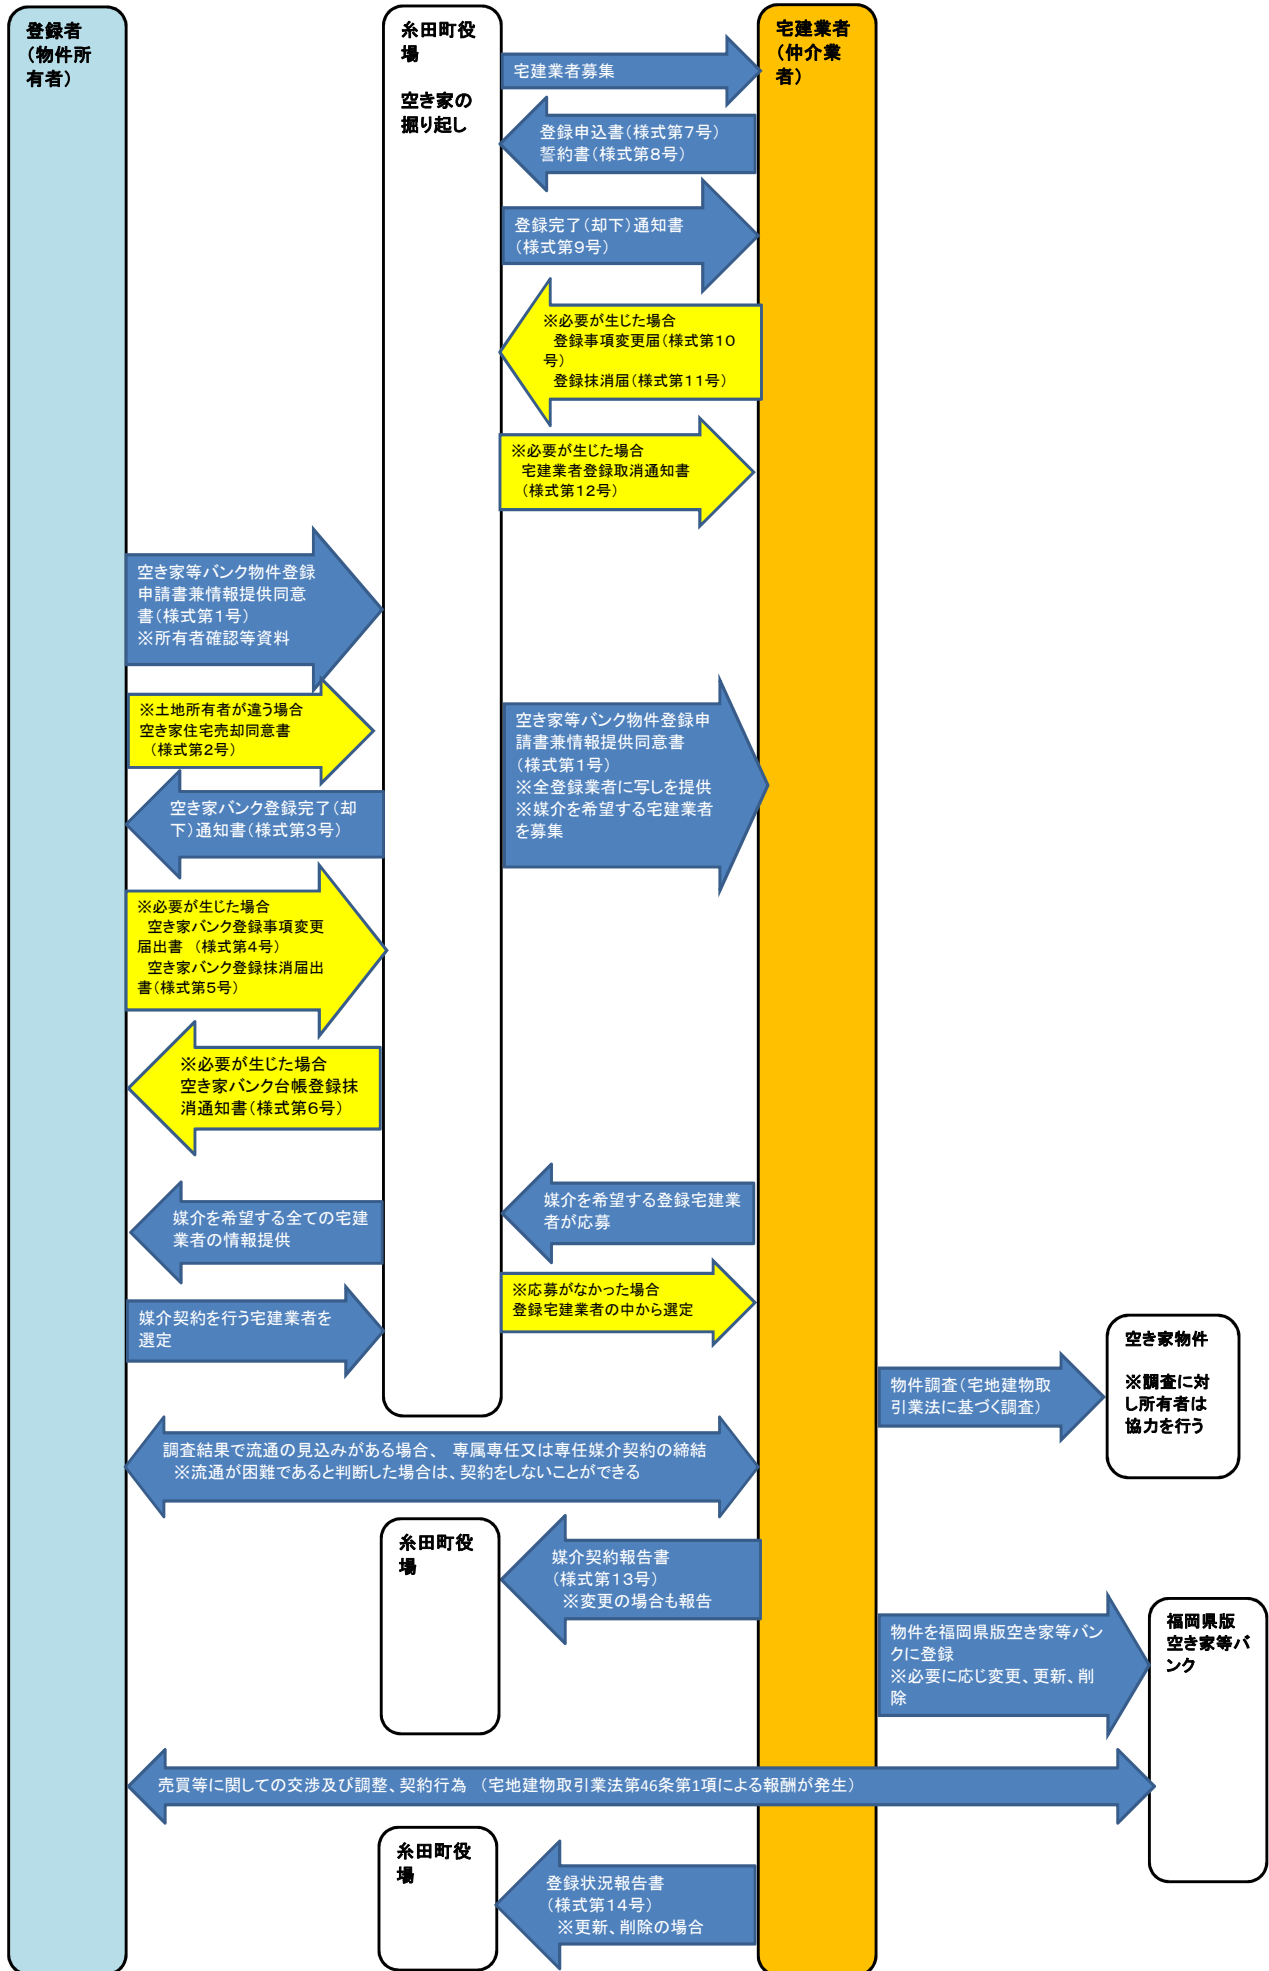 登録者
（物件所
有者）
糸田町役
場
空き家の
掘り起し
宅建業者
（仲介業
者）
宅建業者募集
登録申込書（様式第７号）
誓約書（様式第８号）
登録完了（却下）通知書
（様式第９号）
※必要が生じた場合
登録事項変更届（様式第１０
号）
登録抹消届（様式第１１号）
※必要が生じた場合
宅建業者登録取消通知書
（様式第１２号）
空き家等バンク物件登録
申請書兼情報提供同意
書（様式第１号）
※所有者確認等資料
※土地所有者が違う場合
空き家住宅売却同意書
（様式第２号）
空き家等バンク物件登録申
請書兼情報提供同意書
（様式第１号）
※全登録業者に写しを提供
※媒介を希望する宅建業者
を募集
空き家バンク登録完了（却
下）通知書（様式第３号）
※必要が生じた場合
空き家バンク登録事項変更
届出書　（様式第４号）
空き家バンク登録抹消届出
書（様式第５号）
※必要が生じた場合
空き家バンク台帳登録抹
消通知書（様式第６号）
媒介を希望する登録宅建業
者が応募
媒介を希望する全ての宅建
業者の情報提供
※応募がなかった場合
登録宅建業者の中から選定
媒介契約を行う宅建業者を
選定
空き家物件
※調査に対
し所有者は
協力を行う
物件調査（宅地建物取
引業法に基づく調査）
調査結果で流通の見込みがある場合、　専属専任又は専任媒介契約の締結
※流通が困難であると判断した場合は、契約をしないことができる
糸田町役
場
媒介契約報告書
（様式第１３号）
※変更の場合も報告
物件を福岡県版空き家等バン
クに登録
※必要に応じ変更、更新、削
除
福岡県版
空き家等バ
ンク
売買等に関しての交渉及び調整、契約行為　（宅地建物取引業法第46条第1項による報酬が発生）
糸田町役
場
登録状況報告書
（様式第１４号）
※更新、削除の場合